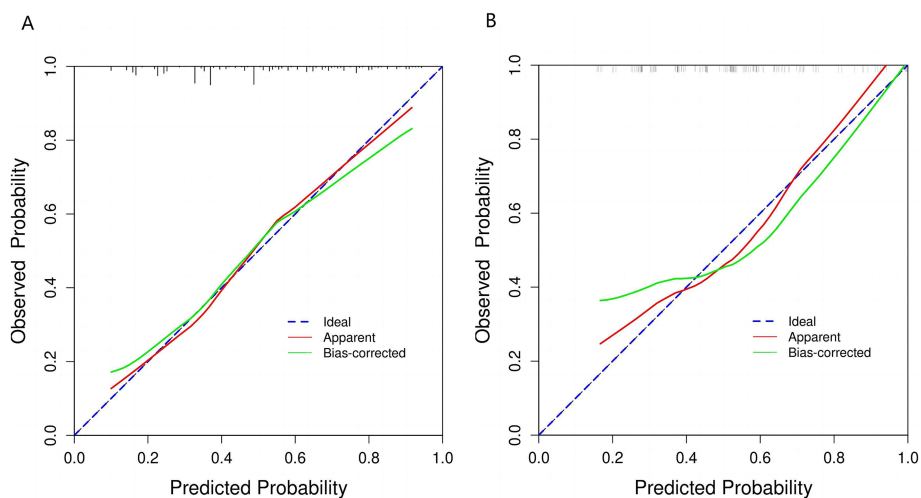 A
1.0
0.8
0.6
0.4
0.2
0.0
Observed Probability
Ideal
Apparent
Bias-corrected
0.0 0.2 0.4 0.6 0.8 1.0
Predicted Probability
B
1.0
0.8
0.6
0.4
0.2
0.0
Observed Probability
Ideal
Apparent
Bias-corrected
0.0 0.2 0.4 0.6 0.8 1.0
Predicted Probability